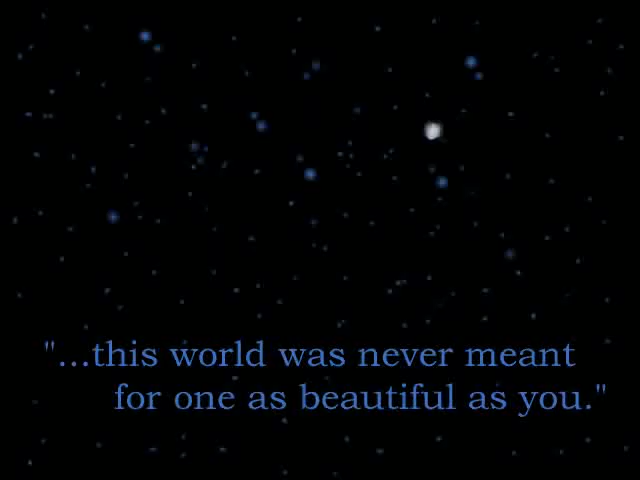 "...this world was never meant
for one as beautiful as you."